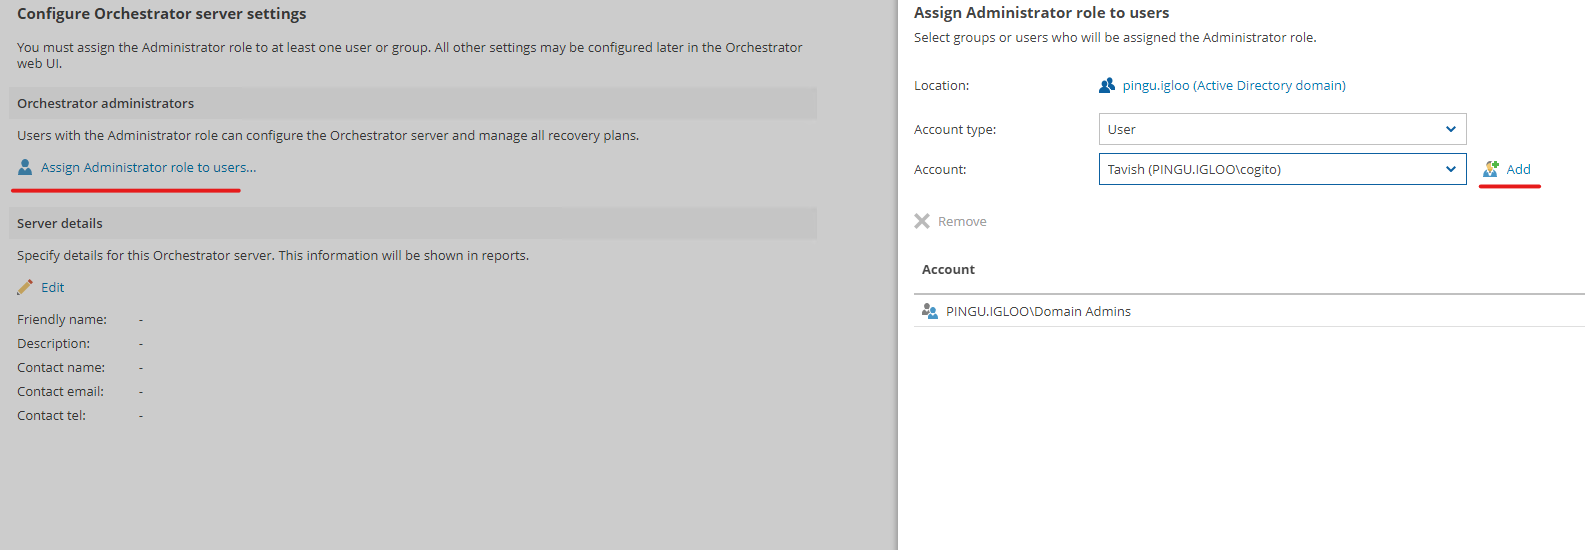 Configure Orchestrator server settings
You must assign the Administrator role to at least one user or group. All other settings may be configured later in the Orchestrator
web UI.
Orchestrator administrators
Users with the Administrator role can configure the Orchestrator server and manage all recovery plans.
Assign Administrator role to users...
Server details
Specify details for this Orchestrator server. This information will be shown in reports.
Edit
Friendly name: -
Description: -
Contact name: -
Contact email: -
Contact tel: -
Assign Administrator role to users
Select groups or users who will be assigned the Administrator role.
Location: pingu.igloo (Active Directory domain)
Account type: User
Account: Tavish (PINGU.IGLOO\cogito) Add
Remove
Account
PINGU.IGLOO\Domain Admins